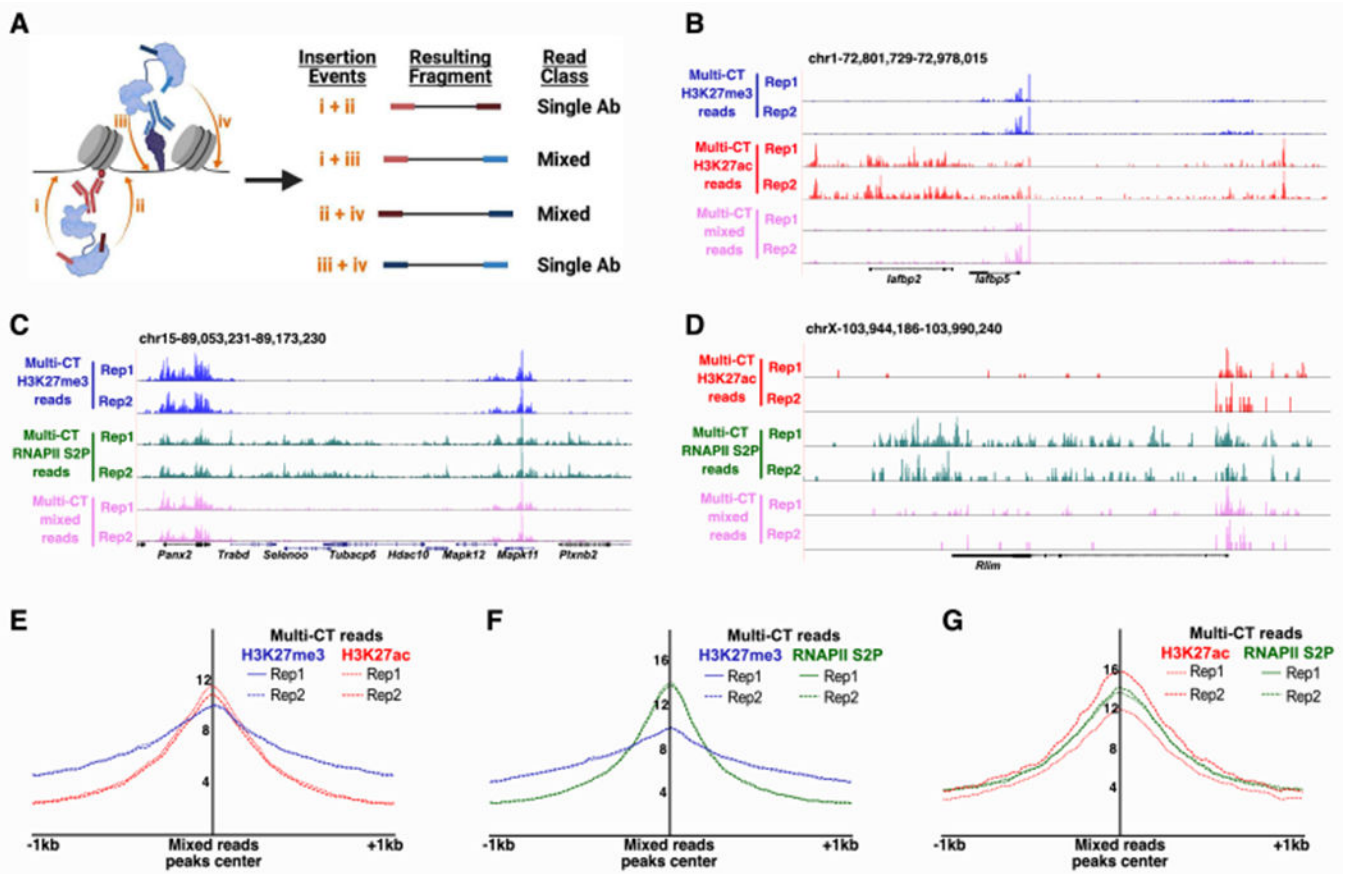 A
Insertion Events
Resulting Fragment
Read Class
i + ii
Single Ab
i + iii
Mixed
ii + iv
Mixed
iii + iv
Single Ab
iii
iv
i
ii
B
chr1-72,801,729-72,978,015
Multi-CT
H3K27me3
reads
Rep1
Rep2
Multi-CT
H3K27ac
reads
Rep1
Rep2
Multi-CT
mixed
reads
Rep1
Rep2
Iafbp2
Iafbp5
C
chr15-89,053,231-89,173,230
Multi-CT
H3K27me3
reads
Rep1
Rep2
Multi-CT
RNAPII S2P
reads
Rep1
Rep2
Multi-CT
mixed
reads
Rep1
Rep2
Panx2 Trabd Selenoo Tubacp6 Hdac10 Mapk12 Mapk11 Plxnb2
D
chrX-103,944,186-103,990,240
Multi-CT
H3K27ac
reads
Rep1
Rep2
Multi-CT
RNAPII S2P
reads
Rep1
Rep2
Multi-CT
mixed
reads
Rep1
Rep2
Rlim
E
Multi-CT reads
H3K27me3 H3K27ac
Rep1 Rep1
Rep2 Rep2
12
8
4
-1kb
Mixed reads
peaks center
+1kb
F
Multi-CT reads
H3K27me3 RNAPII S2P
Rep1 Rep1
Rep2 Rep2
16
12
8
4
-1kb
Mixed reads
peaks center
+1kb
G
Multi-CT reads
H3K27ac RNAPII S2P
Rep1 Rep1
Rep2 Rep2
16
12
8
4
-1kb
Mixed reads
peaks center
+1kb